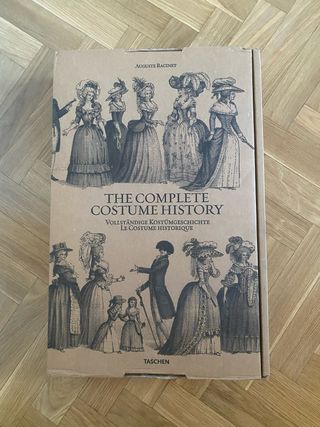 AUGUSTE RACINET
THE COMPLETE
COSTUME HISTORY
VOLLSTÄNDIGE KOSTÜMGESCHICHTE
LE COSTUME HISTORIQUE
TASCHEN